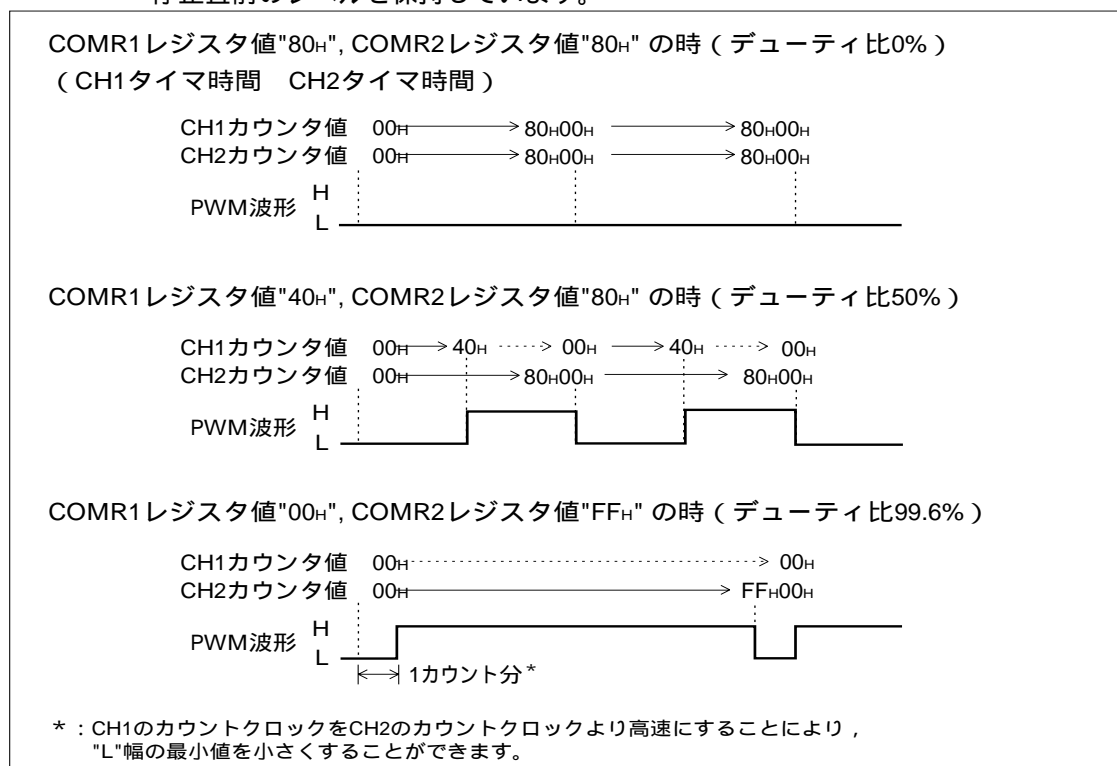 COMR1レジスタ値"80H", COMR2レジスタ値"80H" の時 ( デューティ比0% )
( CH1タイマ時間　CH2タイマ時間 )
CH1カウンタ値 00H 80H00H 80H00H
CH2カウンタ値 00H 80H00H 80H00H
H
PWM波形
L
COMR1レジスタ値"40H", COMR2レジスタ値"80H" の時 ( デューティ比50% )
CH1カウンタ値 00H 40H 00H 40H 00H
CH2カウンタ値 00H 80H00H 80H00H
H
PWM波形
L
COMR1レジスタ値"00H", COMR2レジスタ値"FFH" の時 ( デューティ比99.6% )
CH1カウンタ値 00H 00H
CH2カウンタ値 00H FFH00H
H
PWM波形
L
1カウント分*
* : CH1のカウントクロックをCH2のカウントクロックより高速にすることにより ,
"L"幅の最小値を小さくすることができます。